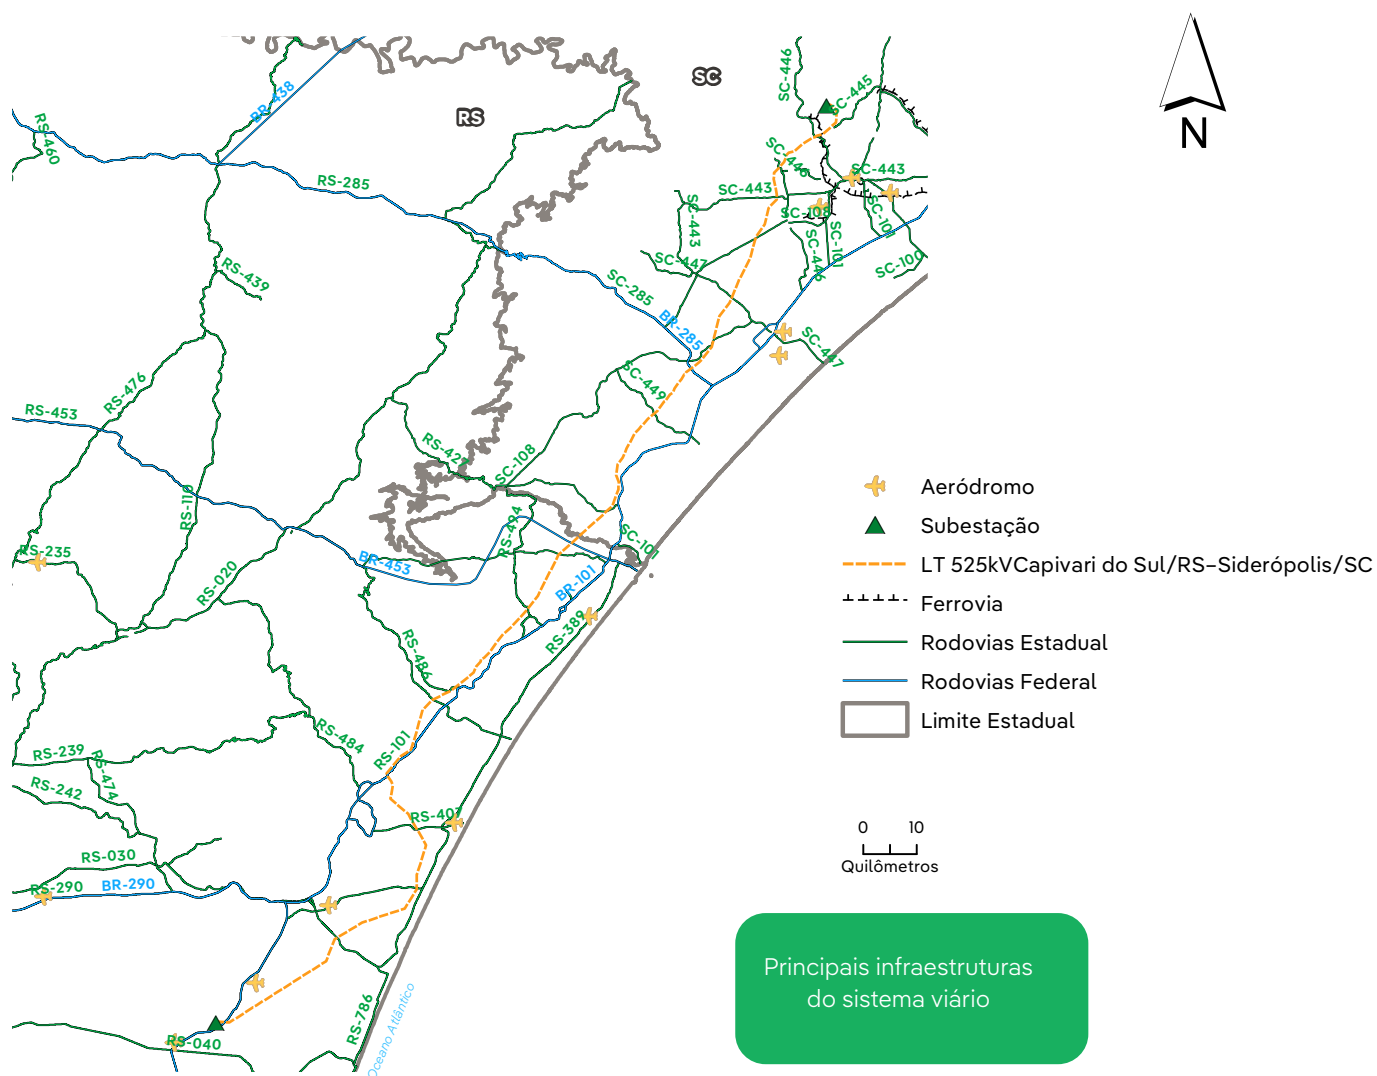 SC
RS
SC-446
SC-445
BR-438
RS-460
SC-446
SC-443
RS-285
SC-443
SC-443
SC-108
SC-101
SC-101
SC-446
SC-447
SC-100
RS-439
SC-285
BR-285
SC-447
SC-449
RS-476
RS-453
RS-427
SC-108
RS-110
RS-494
SC-101
RS-235
BR-453
RS-020
BR-101
RS-389
RS-486
RS-484
RS-101
RS-239
RS-474
RS-242
RS-407
RS-030
RS-290
BR-290
RS-786
Oceano Atlântico
RS-040
N
Aeródromo
Subestação
LT 525kVCapivari do Sul/RS–Siderópolis/SC
Ferrovia
Rodovias Estadual
Rodovias Federal
Limite Estadual
0 10
Quilômetros
Principais infraestruturas
do sistema viário